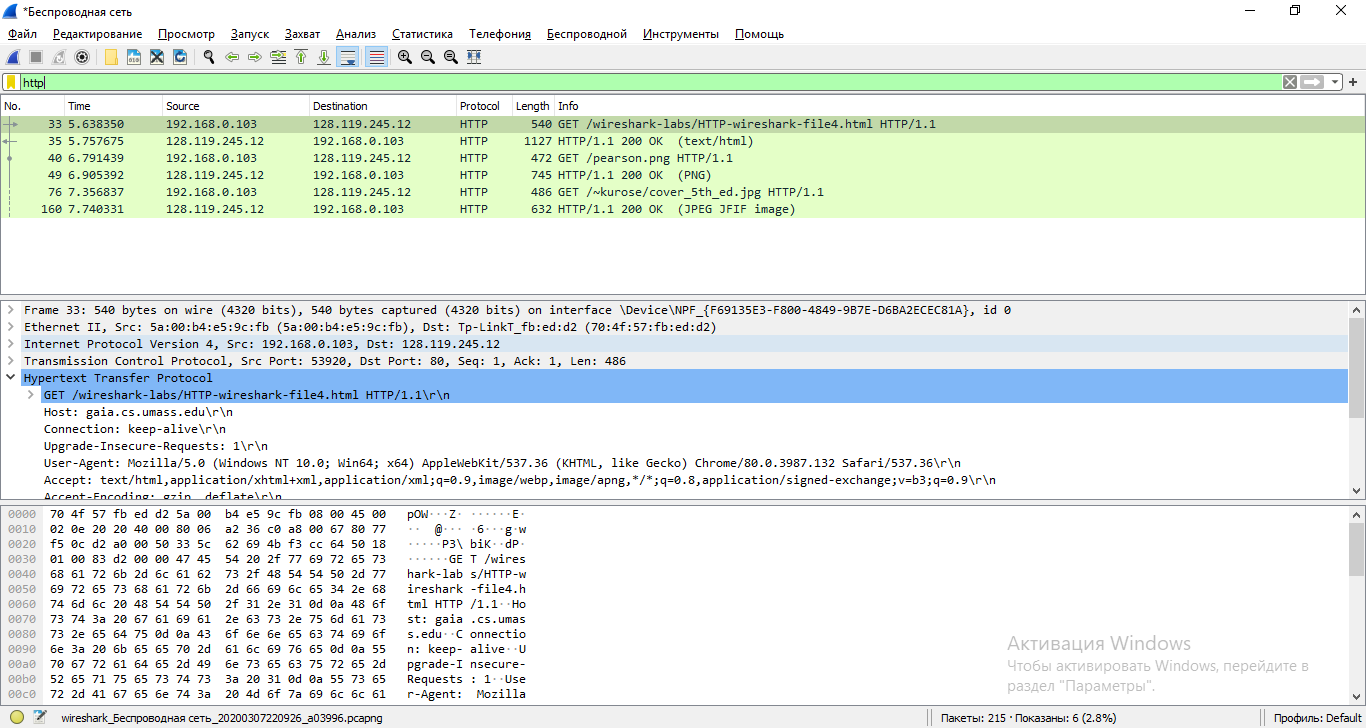 *Беспроводная сеть
Файл Редактирование Просмотр Запуск Захват Анализ Статистика Телефония Беспроводной Инструменты Помощь
http
No. Time Source Destination Protocol Length Info
33 5.638350 192.168.0.103 128.119.245.12 HTTP 540 GET /wireshark-labs/HTTP-wireshark-file4.html HTTP/1.1
35 5.757675 128.119.245.12 192.168.0.103 HTTP 1127 HTTP/1.1 200 OK (text/html)
40 6.791439 192.168.0.103 128.119.245.12 HTTP 472 GET /pearson.png HTTP/1.1
49 6.905392 128.119.245.12 192.168.0.103 HTTP 745 HTTP/1.1 200 OK (PNG)
76 7.356837 192.168.0.103 128.119.245.12 HTTP 486 GET /~kurose/cover_5th_ed.jpg HTTP/1.1
160 7.740331 128.119.245.12 192.168.0.103 HTTP 632 HTTP/1.1 200 OK (JPEG JFIF image)
Frame 33: 540 bytes on wire (4320 bits), 540 bytes captured (4320 bits) on interface \Device\NPF_{F69135E3-F800-4849-9B7E-D6BA2ECEC81A}, id 0
Ethernet II, Src: 5a:00:b4:e5:9c:fb (5a:00:b4:e5:9c:fb), Dst: Tp-LinkT_fb:ed:d2 (70:4f:57:fb:ed:d2)
Internet Protocol Version 4, Src: 192.168.0.103, Dst: 128.119.245.12
Transmission Control Protocol, Src Port: 53920, Dst Port: 80, Seq: 1, Ack: 1, Len: 486
Hypertext Transfer Protocol
GET /wireshark-labs/HTTP-wireshark-file4.html HTTP/1.1\r\n
Host: gaia.cs.umass.edu\r\n
Connection: keep-alive\r\n
Upgrade-Insecure-Requests: 1\r\n
User-Agent: Mozilla/5.0 (Windows NT 10.0; Win64; x64) AppleWebKit/537.36 (KHTML, like Gecko) Chrome/80.0.3987.132 Safari/537.36\r\n
Accept: text/html,application/xhtml+xml,application/xml;q=0.9,image/webp,image/apng,*/*;q=0.8,application/signed-exchange;v=b3;q=0.9\r\n
Accept-Encoding: gzip, deflate\r\n
0000 70 4f 57 fb ed d2 5a 00 b4 e5 9c fb 08 00 45 00 pOW···Z· ······E·
0010 02 0e 20 20 40 00 80 06 a2 36 c0 a8 00 67 80 77 ··  @··· ·6···g·w
0020 f5 0c d2 a0 00 50 33 5c 62 69 4b f3 cc 64 50 18 ·····P3\ biK··dP·
0030 01 00 83 d2 00 00 47 45 54 20 2f 77 69 72 65 73 ······GE T /wires
0040 68 61 72 6b 2d 6c 61 62 73 2f 48 54 54 50 2d 77 hark-lab s/HTTP-w
0050 69 72 65 73 68 61 72 6b 2d 66 69 6c 65 34 2e 68 ireshark -file4.h
0060 74 6d 6c 20 48 54 54 50 2f 31 2e 31 0d 0a 48 6f tml HTTP /1.1··Ho
0070 73 74 3a 20 67 61 69 61 2e 63 73 2e 75 6d 61 73 st: gaia .cs.umas
0080 73 2e 65 64 75 0d 0a 43 6f 6e 6e 65 63 74 69 6f s.edu··C onnectio
0090 6e 3a 20 6b 65 65 70 2d 61 6c 69 76 65 0d 0a 55 n: keep- alive··U
00a0 70 67 72 61 64 65 2d 49 6e 73 65 63 75 72 65 2d pgrade-I nsecure-
00b0 52 65 71 75 65 73 74 73 3a 20 31 0d 0a 55 73 65 Requests : 1··Use
00c0 72 2d 41 67 65 6e 74 3a 20 4d 6f 7a 69 6c 6c 61 r-Agent: Mozilla
Активация Windows
Чтобы активировать Windows, перейдите в
раздел "Параметры".
wireshark_Беспроводная сеть_20200307220926_a03996.pcapng
Пакеты: 215 · Показаны: 6 (2.8%)
Профиль: Default